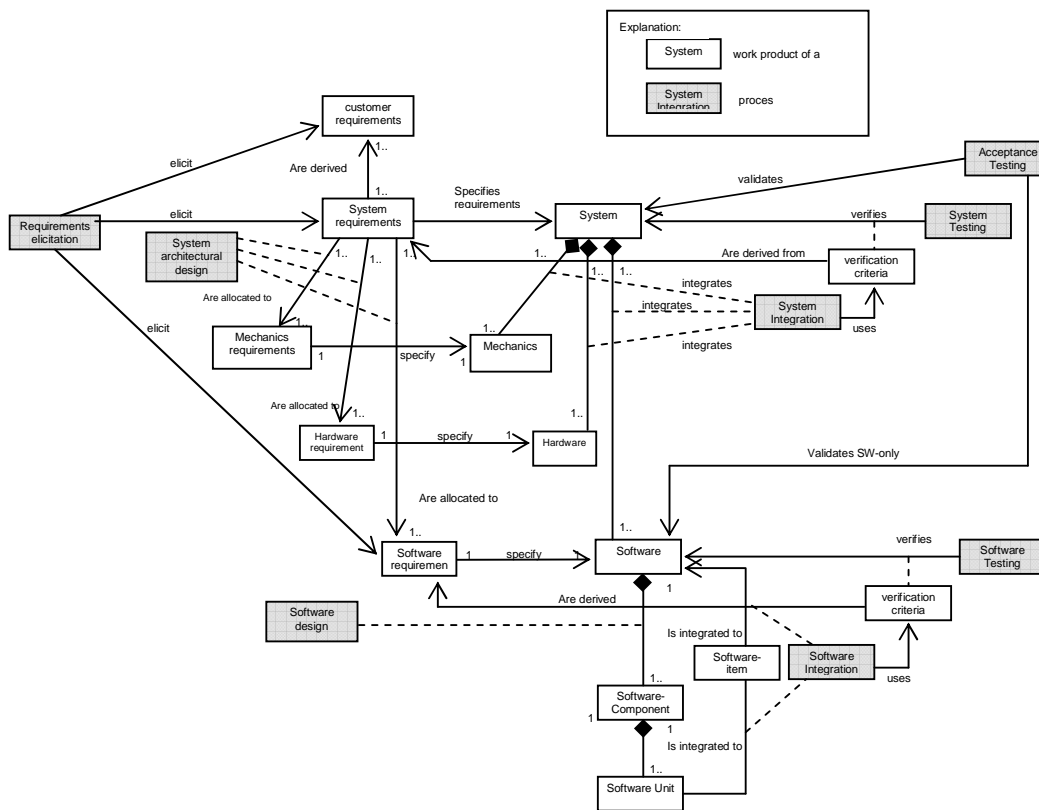 Explanation:
System
work product of a
System
Integration
proces
customer
requirements
Acceptance
Testing
1..
elicit
Are derived
validates
1..
Specifies
requirements
Requirements
elicitation
elicit
System
requirements
System
verifies
System
Testing
System
architectural
design
1..
1..
1..
1..
1..
1..
Are derived from
verification
criteria
integrates
Are allocated to
elicit
integrates
System
Integration
uses
1..
1..
Mechanics
requirements
1
specify
1
Mechanics
integrates
Are allocated to
1..
1..
Hardware
requirement
1
specify
1
Hardware
Validates SW-only
Are allocated to
1..
1..
Software
requiremen
1
specify
1
Software
verifies
Software
Testing
1
Are derived
verification
criteria
Software
design
Is integrated to
Software-
item
Software
Integration
uses
1..
Software-
Component
1
1
Is integrated to
1..
Software Unit